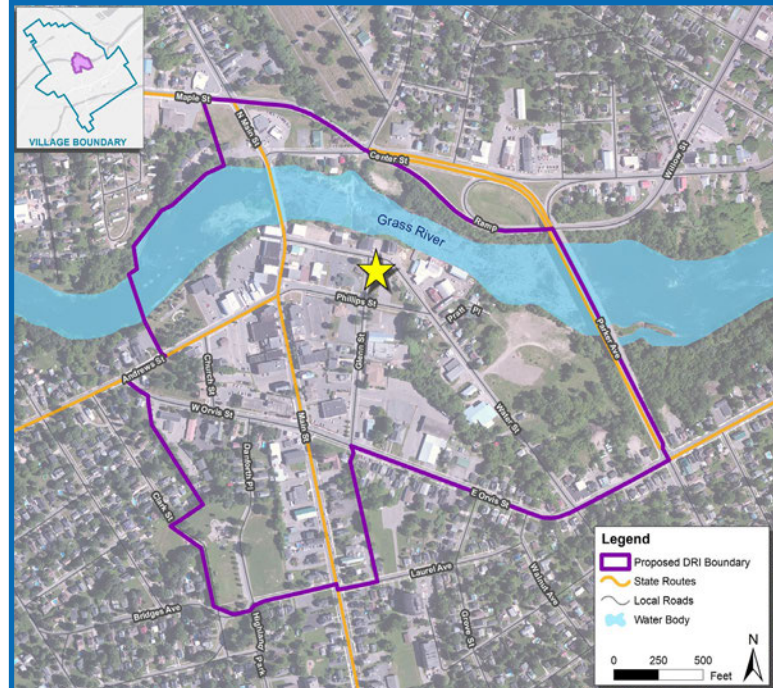 VILLAGE BOUNDARY
Maple St
N Main St
Center St
Willow St
Ramp
Grass River
Phillips St
Pratt Pl
Glenn St
Parker Ave
Andrews St
Church St
W Orvis St
Main St
Water St
Danforth Pl
Clark St
E Orvis St
Laurel Ave
Walnut Ave
Bridges Ave
Highland Park
Grove St
Legend
Proposed DRI Boundary
State Routes
Local Roads
Water Body
N
0 250 500
Feet